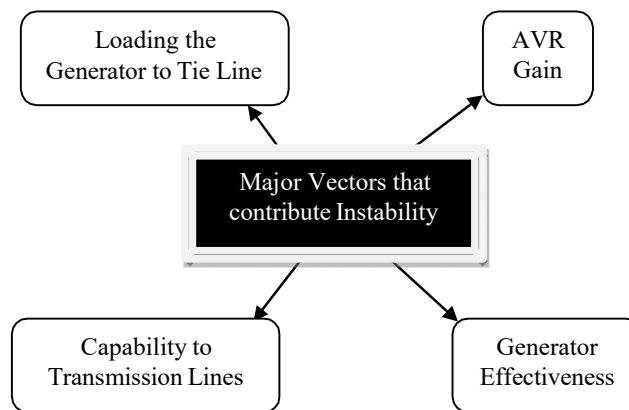 Loading the
Generator to Tie Line
AVR
Gain
Major Vectors that
contribute Instability
Capability to
Transmission Lines
Generator
Effectiveness